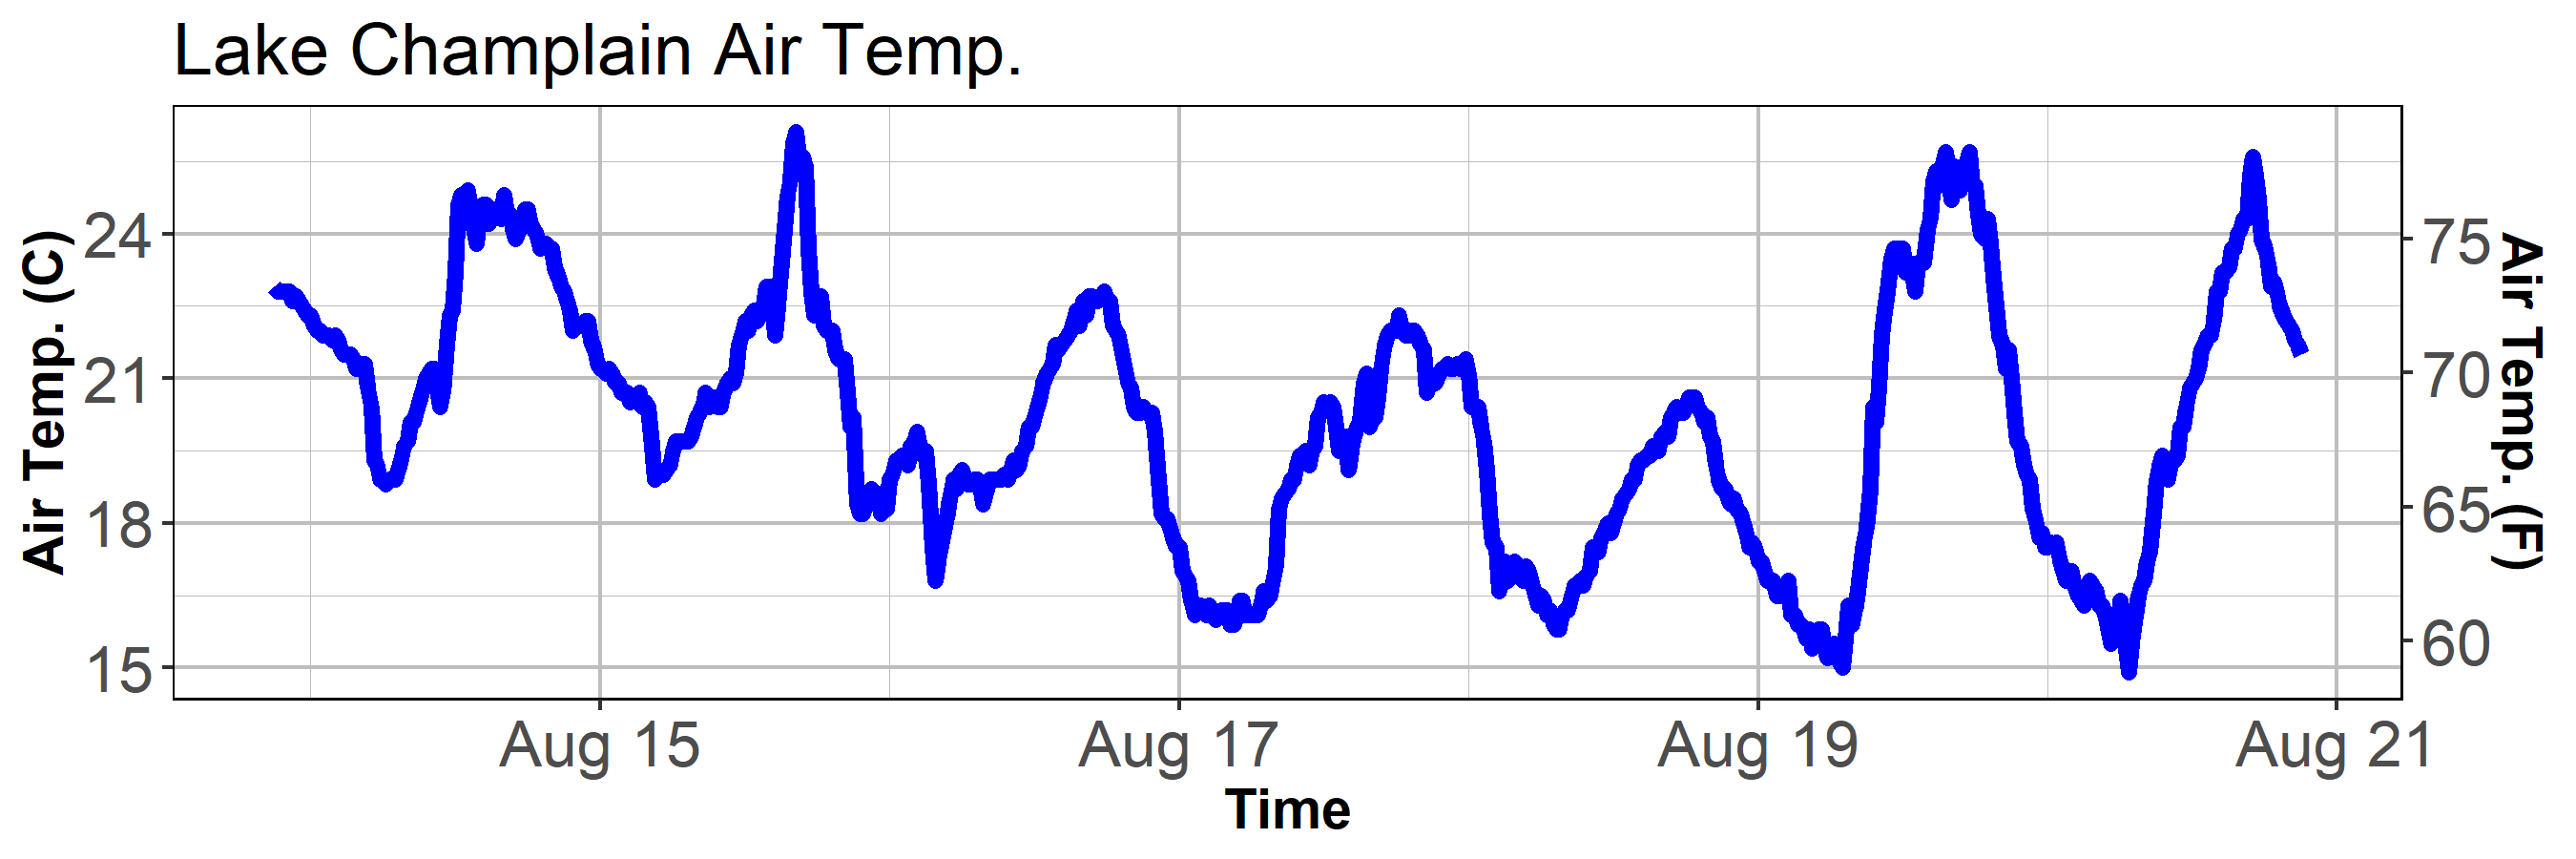 Lake Champlain Air Temp.
Air Temp. (C)
24
21
18
15
75
70
65
60
Air Temp. (F)
Aug 15
Aug 17
Aug 19
Aug 21
Time